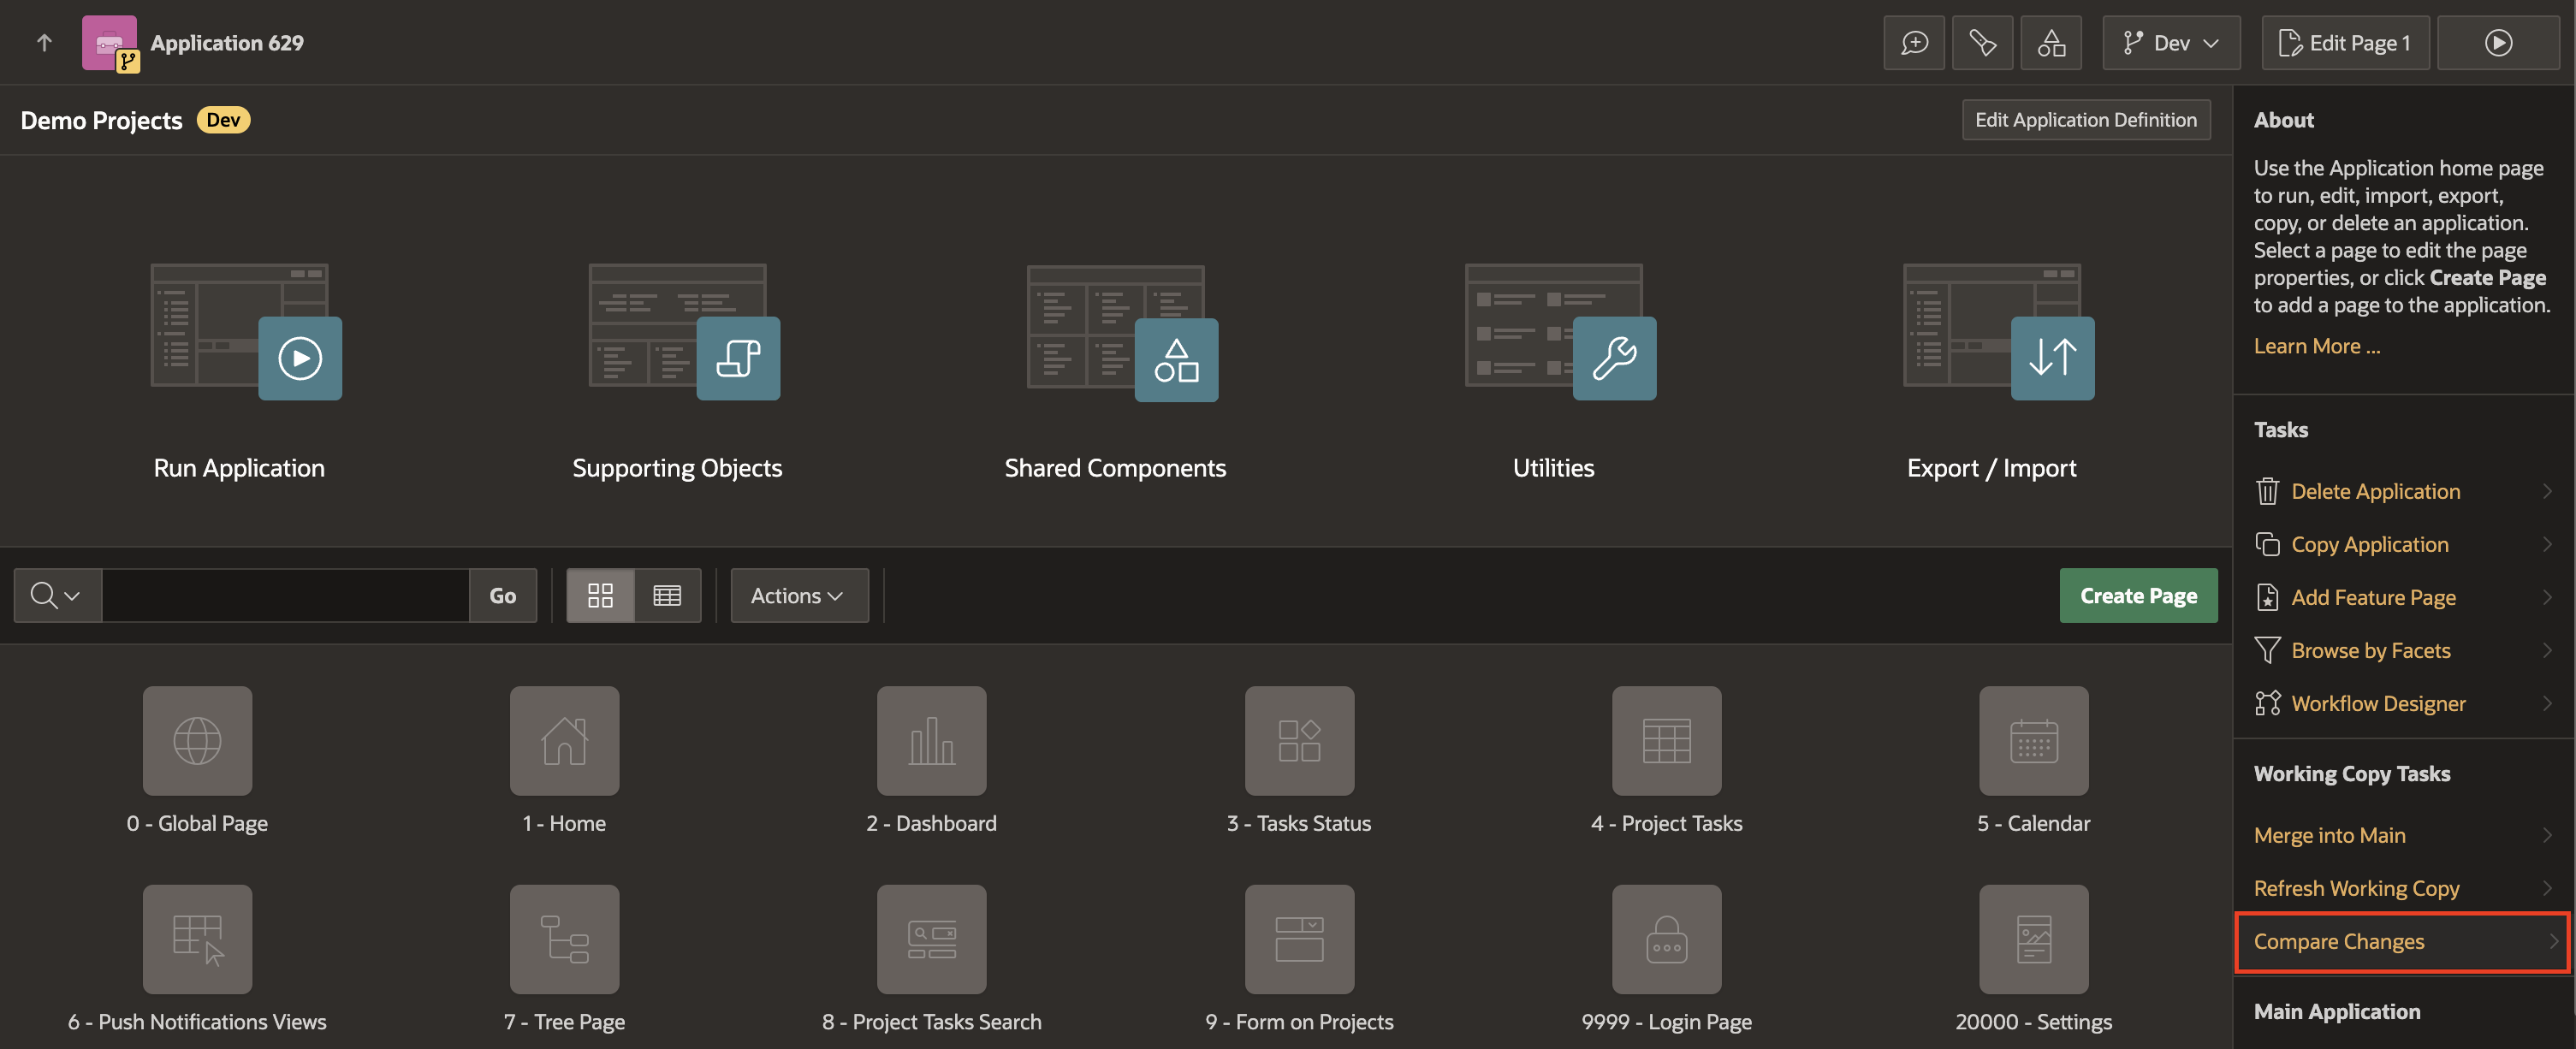 Application 629
Dev
Edit Page 1
Demo Projects
Dev
Edit Application Definition
Run Application
Supporting Objects
Shared Components
Utilities
Export / Import
Go
Actions
Create Page
0 - Global Page
1 - Home
2 - Dashboard
3 - Tasks Status
4 - Project Tasks
5 - Calendar
6 - Push Notifications Views
7 - Tree Page
8 - Project Tasks Search
9 - Form on Projects
9999 - Login Page
20000 - Settings
About
Use the Application home page
to run, edit, import, export,
copy, or delete an application.
Select a page to edit the page
properties, or click Create Page
to add a page to the application.
Learn More ...
Tasks
Delete Application
Copy Application
Add Feature Page
Browse by Facets
Workflow Designer
Working Copy Tasks
Merge into Main
Refresh Working Copy
Compare Changes
Main Application